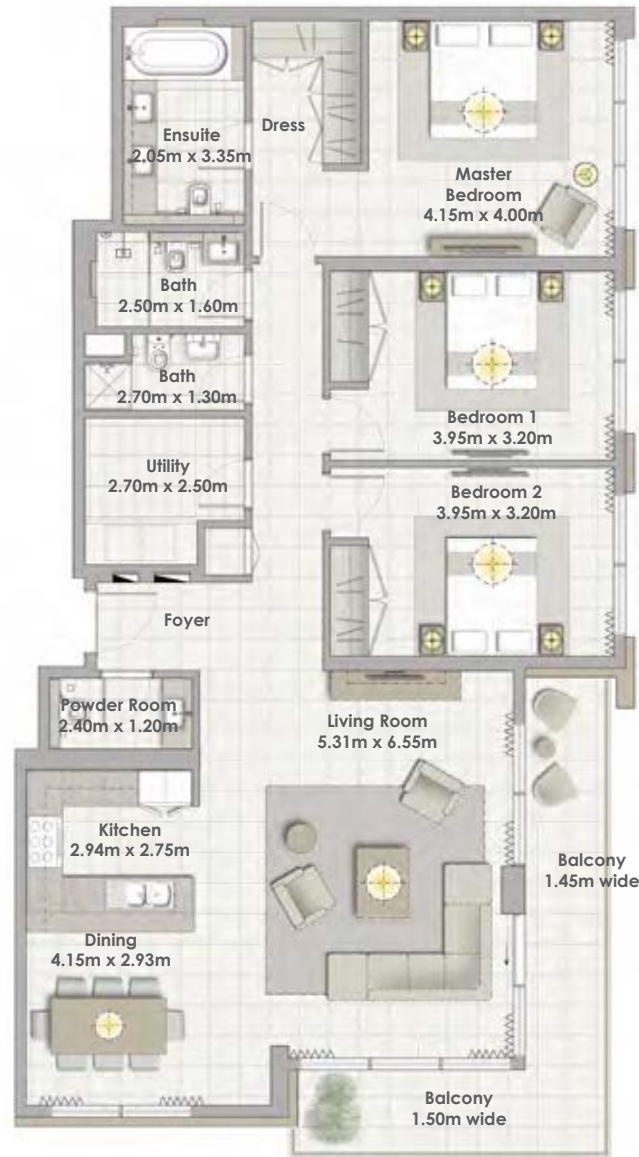 Ensuite
2.05m x 3.35m
Dress
Master
Bedroom
4.15m x 4.00m
Bath
2.50m x 1.60m
Bath
2.70m x 1.30m
Bedroom 1
3.95m x 3.20m
Utility
2.70m x 2.50m
Bedroom 2
3.95m x 3.20m
Foyer
Powder Room
2.40m x 1.20m
Living Room
5.31m x 6.55m
Kitchen
2.94m x 2.75m
Balcony
1.45m wide
Dining
4.15m x 2.93m
Balcony
1.50m wide